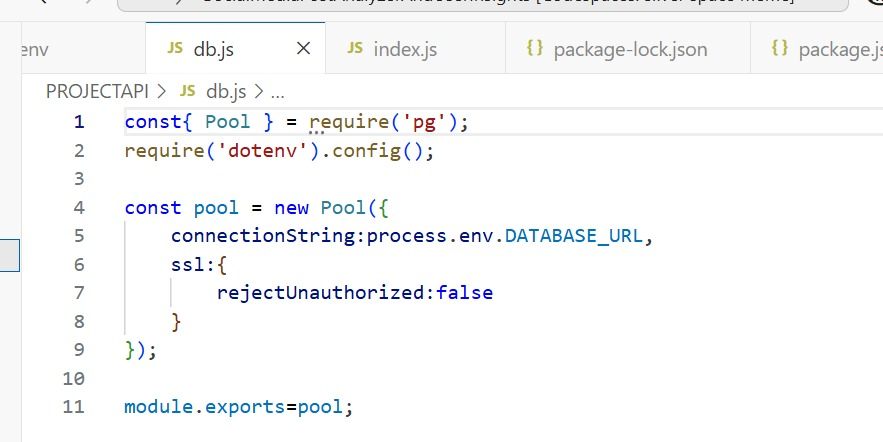 env
JS db.js ×
JS index.js
{} package-lock.json
{} package.js
PROJECTAPI > JS db.js > ...
1 const{ Pool } = require('pg');
2 require('dotenv').config();
3
4 const pool = new Pool({
5     connectionString:process.env.DATABASE_URL,
6     ssl:{
7         rejectUnauthorized:false
8     }
9 });
10
11 module.exports=pool;